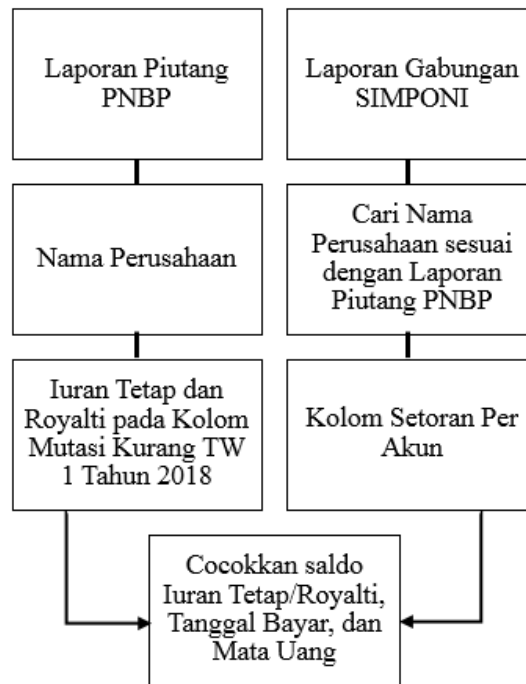 Laporan Piutang
PNBP
Laporan Gabungan
SIMPONI
Nama Perusahaan
Cari Nama
Perusahaan sesuai
dengan Laporan
Piutang PNBP
Iuran Tetap dan
Royalti pada Kolom
Mutasi Kurang TW
1 Tahun 2018
Kolom Setoran Per
Akun
Cocokkan saldo
Iuran Tetap/Royalti,
Tanggal Bayar, dan
Mata Uang